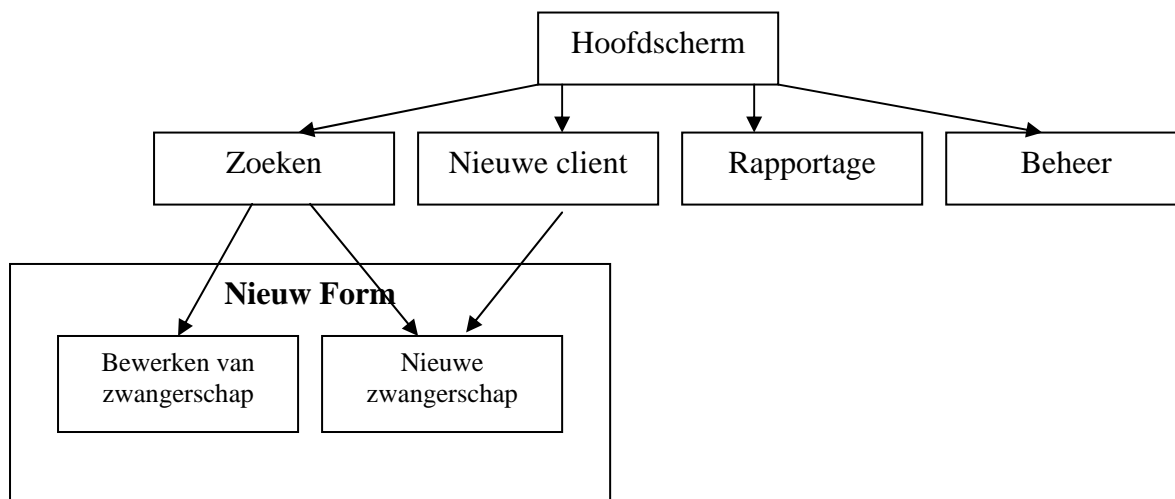 Hoofdscherm
Zoeken
Nieuwe client
Rapportage
Beheer
Nieuw Form
Bewerken van
zwangerschap
Nieuwe
zwangerschap